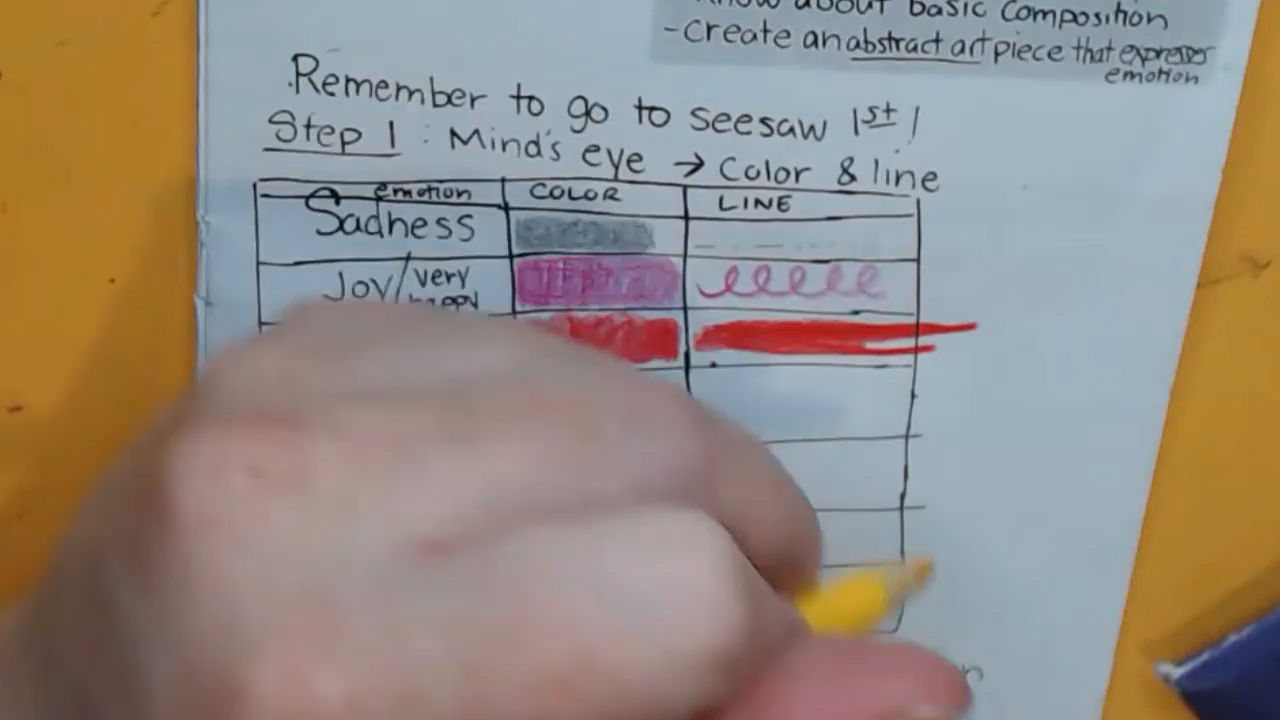 about basic composition
-create an abstract art piece that expresses
emotion
Remember to go to seesaw 1st!
Step 1: Mind's eye → Color & line
emotion COLOR LINE
Sadness
Joy/very
happy